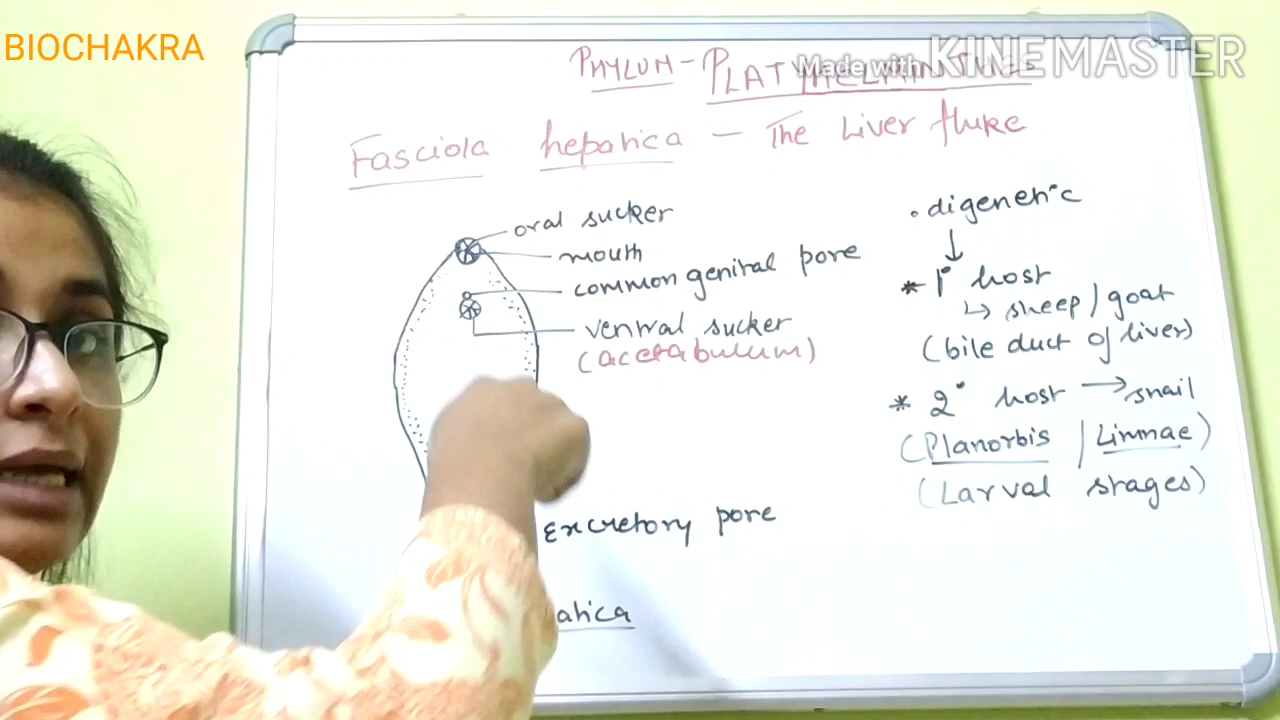 BIOCHAKRA
Made with KINEMASTER
PHYLUM - PLATYHELMINTHES
Fasciola hepatica - The Liver fluke
oral sucker
mouth
common genital pore
ventral sucker
(acetabulum)
Excretory pore
atica
. digenetic
↓
* 1° host
↳ sheep / goat
(bile duct of liver)
* 2° host → snail
(Planorbis / Limnae)
(Larval stages)